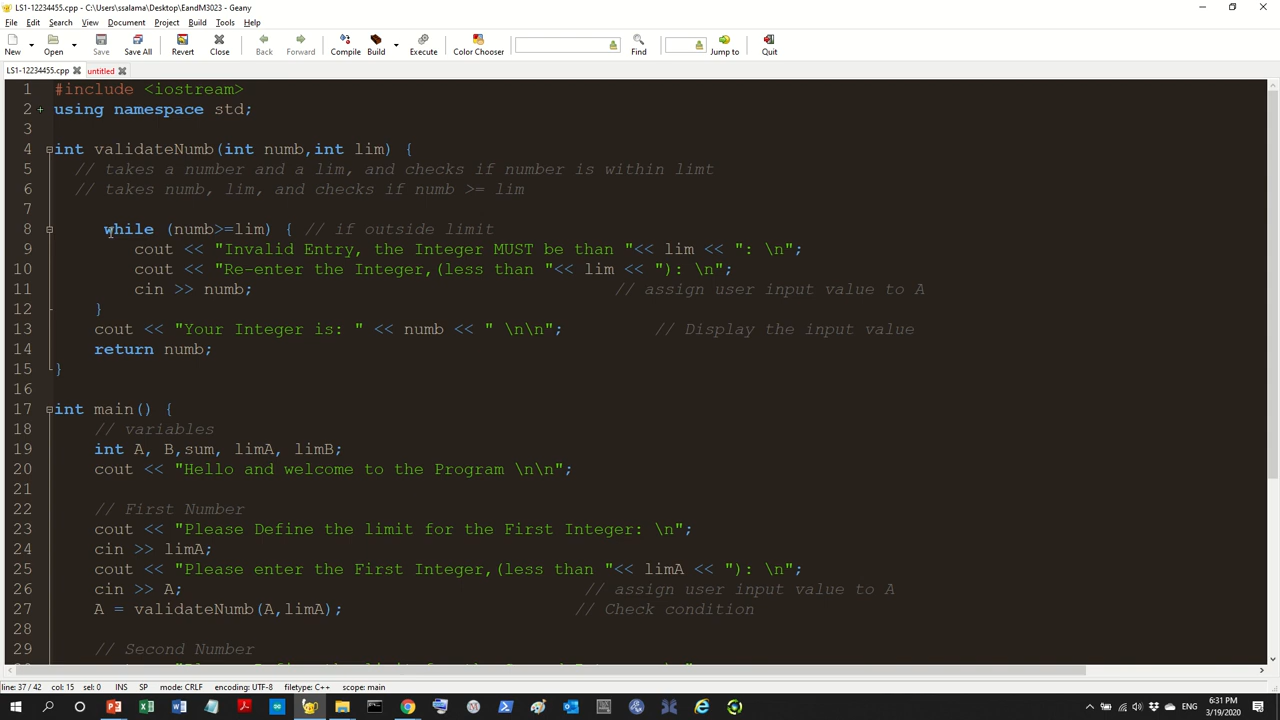 LS1-12234455.cpp - C:\Users\ssalama\Desktop\EandM3023 - Geany
File Edit Search View Document Project Build Tools Help
New Open Save Save All Revert Close Back Forward Compile Build Execute Color Chooser Find Jump to Quit
LS1-12234455.cpp untitled
1 #include <iostream>
2 using namespace std;
3
4 int validateNumb(int numb,int lim) {
5 // takes a number and a lim, and checks if number is within limt
6 // takes numb, lim, and checks if numb >= lim
7
8 while (numb>=lim) { // if outside limit
9 cout << "Invalid Entry, the Integer MUST be than "<< lim << ": \n";
10 cout << "Re-enter the Integer,(less than "<< lim << "): \n";
11 cin >> numb; // assign user input value to A
12 }
13 cout << "Your Integer is: " << numb << " \n\n"; // Display the input value
14 return numb;
15 }
16
17 int main() {
18 // variables
19 int A, B,sum, limA, limB;
20 cout << "Hello and welcome to the Program \n\n";
21
22 // First Number
23 cout << "Please Define the limit for the First Integer: \n";
24 cin >> limA;
25 cout << "Please enter the First Integer,(less than "<< limA << "): \n";
26 cin >> A; // assign user input value to A
27 A = validateNumb(A,limA); // Check condition
28
29 // Second Number
line: 37 / 42 col: 15 sel: 0 INS SP mode: CRLF encoding: UTF-8 filetype: C++ scope: main
ENG 6:31 PM
3/19/2020